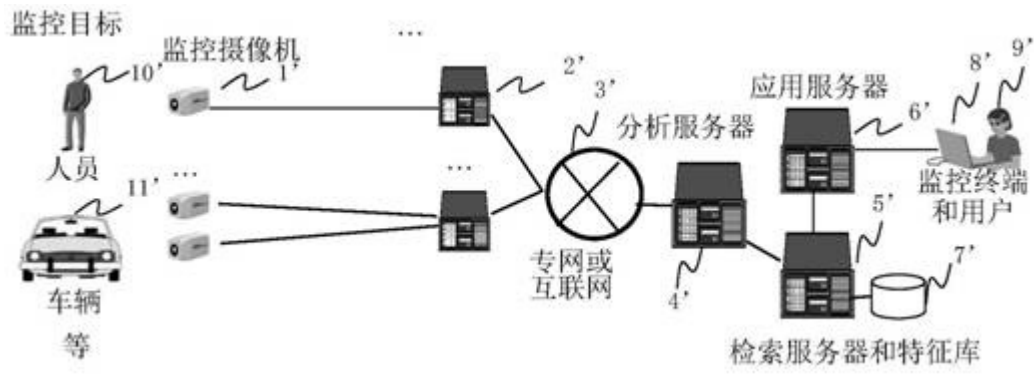 监控目标
10’
监控摄像机
1’
…
2’
3’
分析服务器
应用服务器
6’
8’
9’
人员
…
11’
…
监控终端
和用户
5’
7’
4’
专网或
互联网
车辆
等
检索服务器和特征库